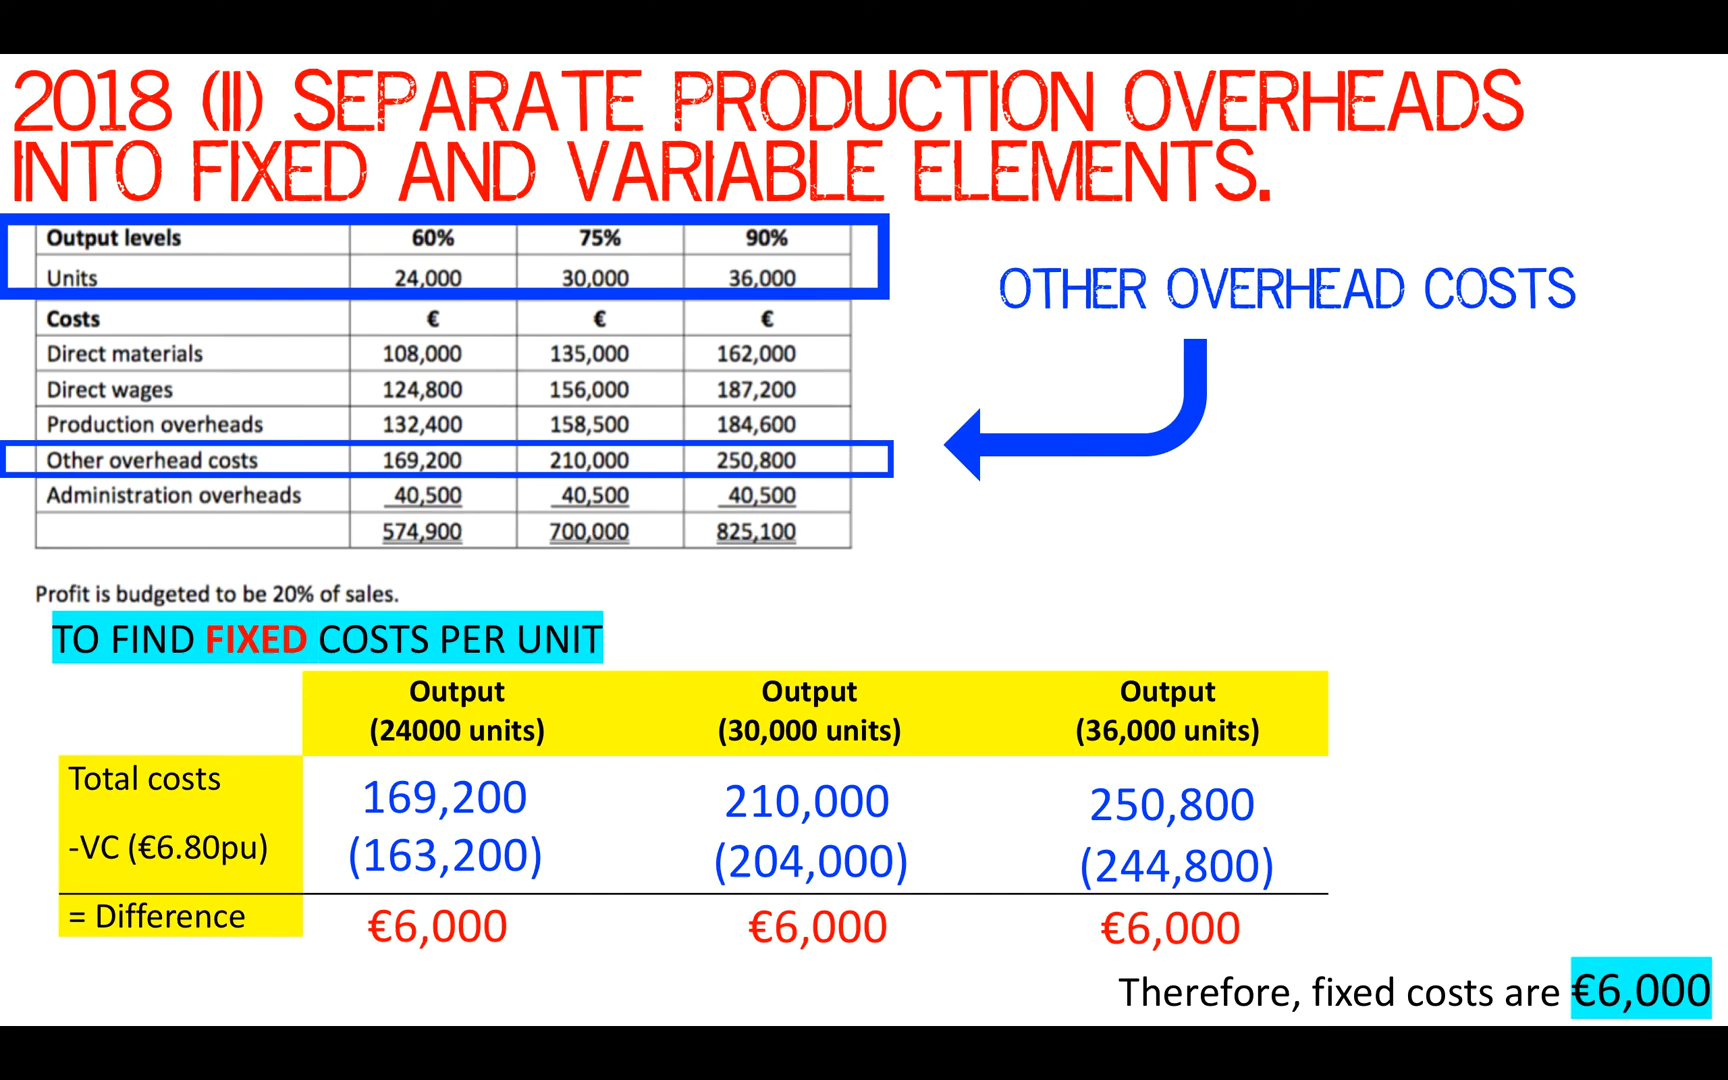 2018 (II) SEPARATE PRODUCTION OVERHEADS
INTO FIXED AND VARIABLE ELEMENTS.
Output levels 60% 75% 90%
Units 24,000 30,000 36,000
Costs € € €
Direct materials 108,000 135,000 162,000
Direct wages 124,800 156,000 187,200
Production overheads 132,400 158,500 184,600
Other overhead costs 169,200 210,000 250,800
Administration overheads 40,500 40,500 40,500
574,900 700,000 825,100
OTHER OVERHEAD COSTS
Profit is budgeted to be 20% of sales.
TO FIND FIXED COSTS PER UNIT
Output Output Output
(24000 units) (30,000 units) (36,000 units)
Total costs 169,200 210,000 250,800
-VC (€6.80pu) (163,200) (204,000) (244,800)
= Difference €6,000 €6,000 €6,000
Therefore, fixed costs are €6,000